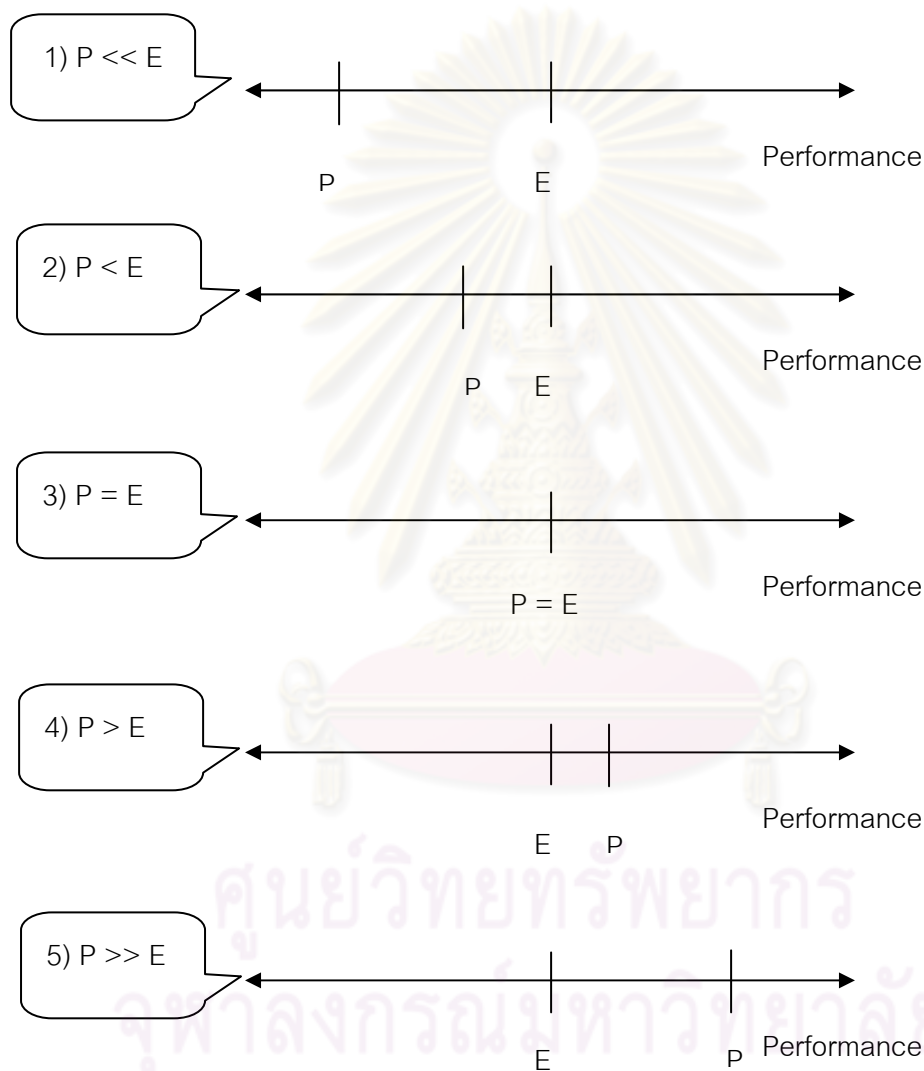 1) P << E
Performance
P E
2) P < E
Performance
P E
3) P = E
Performance
P = E
4) P > E
Performance
E P
ศูนย์วิทยทรัพยากร
5) P >> E
จุฬาลงกรณ์มหาวิทยาลัย
Performance
E P